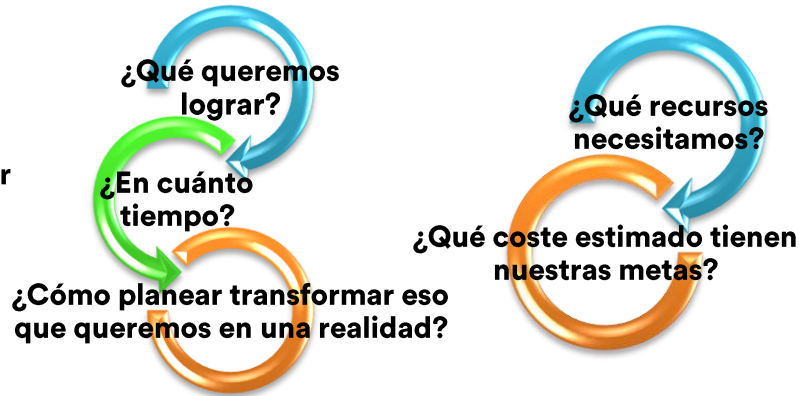 ¿Qué queremos
lograr?
r
¿En cuánto
tiempo?
¿Cómo planear transformar eso
que queremos en una realidad?
¿Qué recursos
necesitamos?
¿Qué coste estimado tienen
nuestras metas?